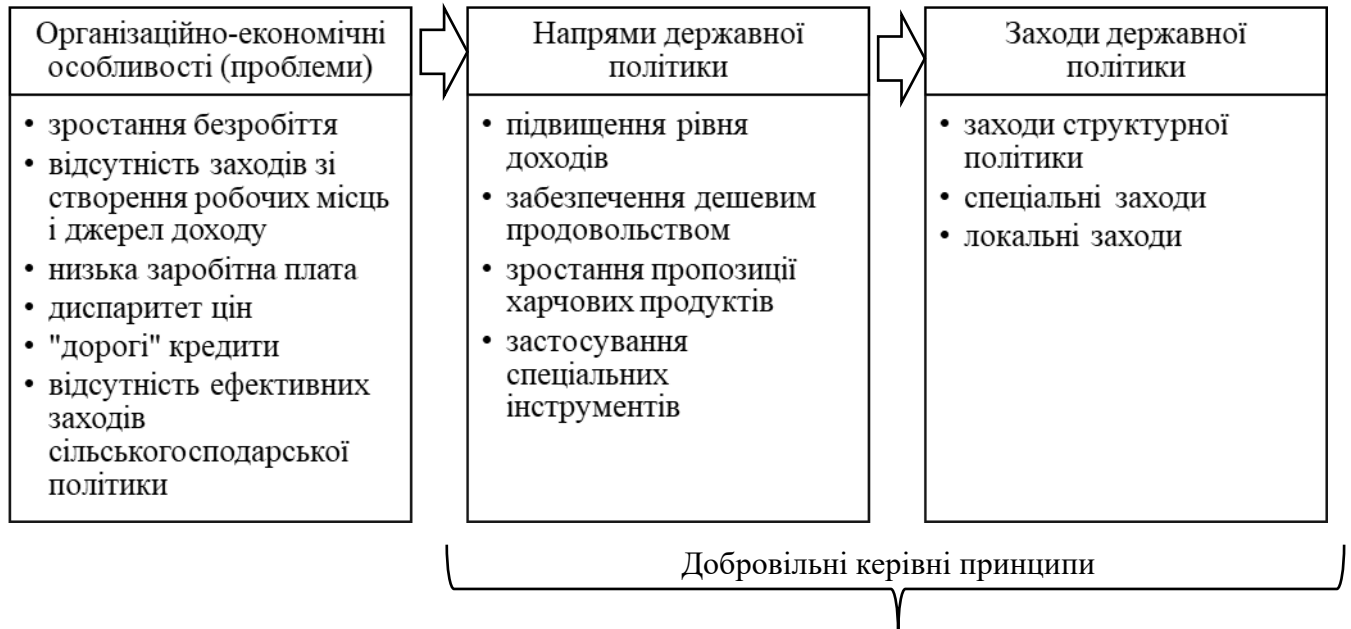 Організаційно-економічні
особливості (проблеми)
• зростання безробіття
• відсутність заходів зі
створення робочих місць
і джерел доходу
• низька заробітна плата
• диспаритет цін
• "дорогі" кредити
• відсутність ефективних
заходів
сільськогосподарської
політики
Напрями державної
політики
• підвищення рівня
доходів
• забезпечення дешевим
продовольством
• зростання пропозиції
харчових продуктів
• застосування
спеціальних
інструментів
Заходи державної
політики
• заходи структурної
політики
• спеціальні заходи
• локальні заходи
Добровільні керівні принципи